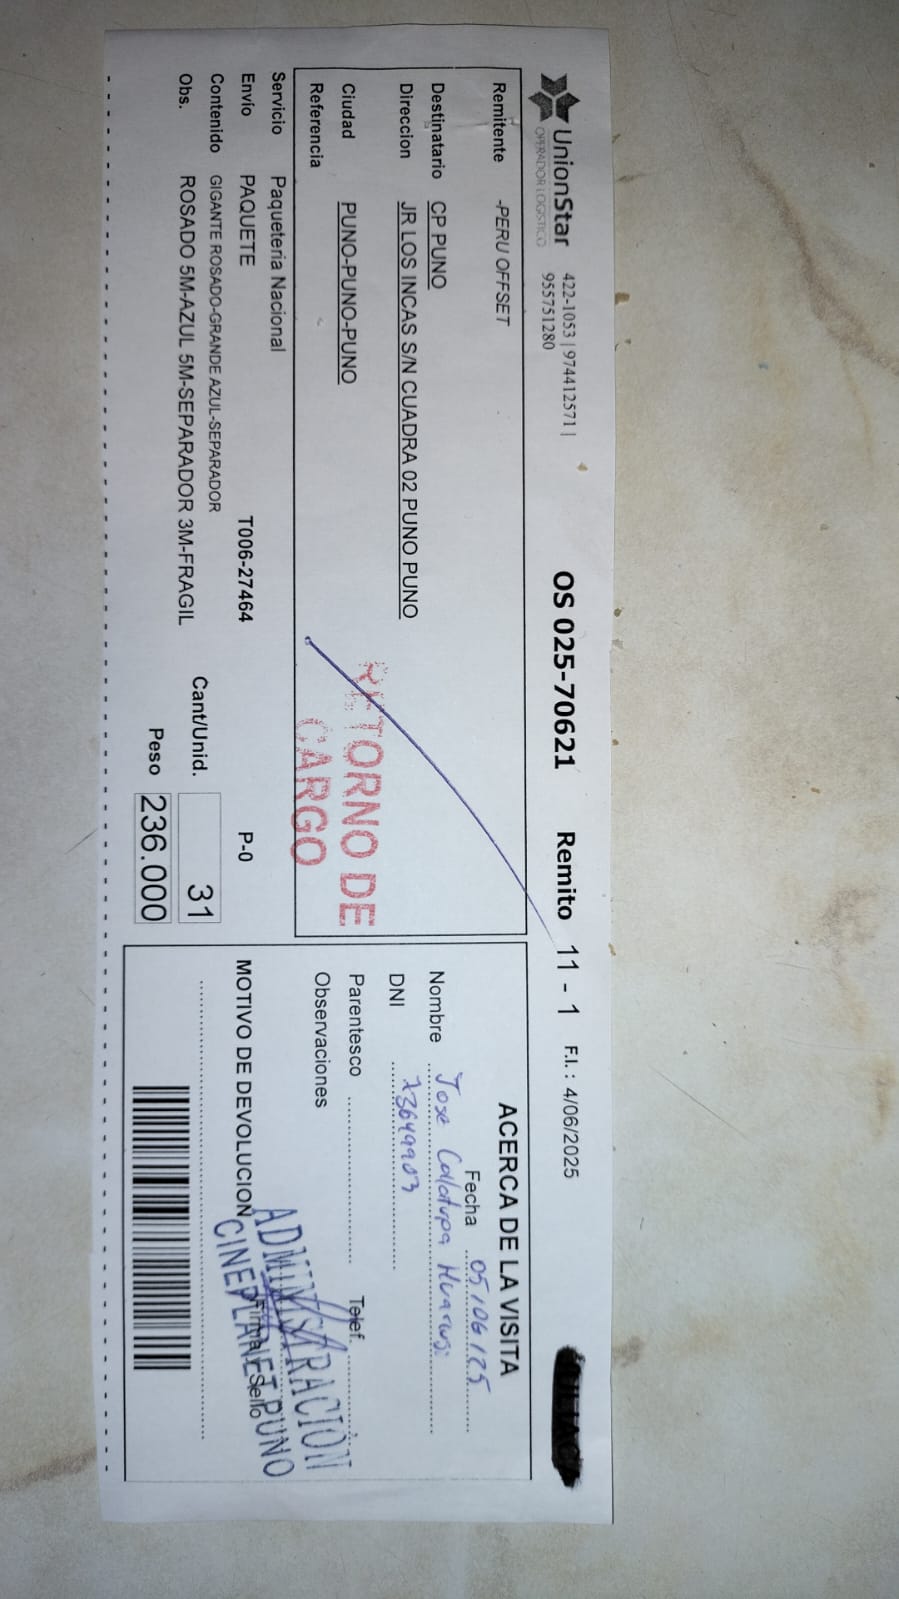 UnionStar
OPERADOR LOGISTICO
422-1053 | 974412571 |
955751280
OS 025-70621 Remito 11 - 1 F.I. : 4/06/2025
Remitente -PERU OFFSET
Destinatario CP PUNO
Direccion JR LOS INCAS S/N CUADRA 02 PUNO PUNO
Ciudad PUNO-PUNO-PUNO
Referencia
RETORNO DE
CARGO
Servicio Paqueteria Nacional
Envio PAQUETE T006-27464 P-0
Contenido GIGANTE ROSADO-GRANDE AZUL-SEPARADOR
Obs. ROSADO 5M-AZUL 5M-SEPARADOR 3M-FRAGIL
Cant/Unid. 31
Peso 236.000
ACERCA DE LA VISITA
Fecha 05/06/25
Nombre Jose
DNI
Parentesco Telef.
Observaciones
MOTIVO DE DEVOLUCION
Firma Sello
ADMINISTRACIÓN
CINEPLANET PUNO